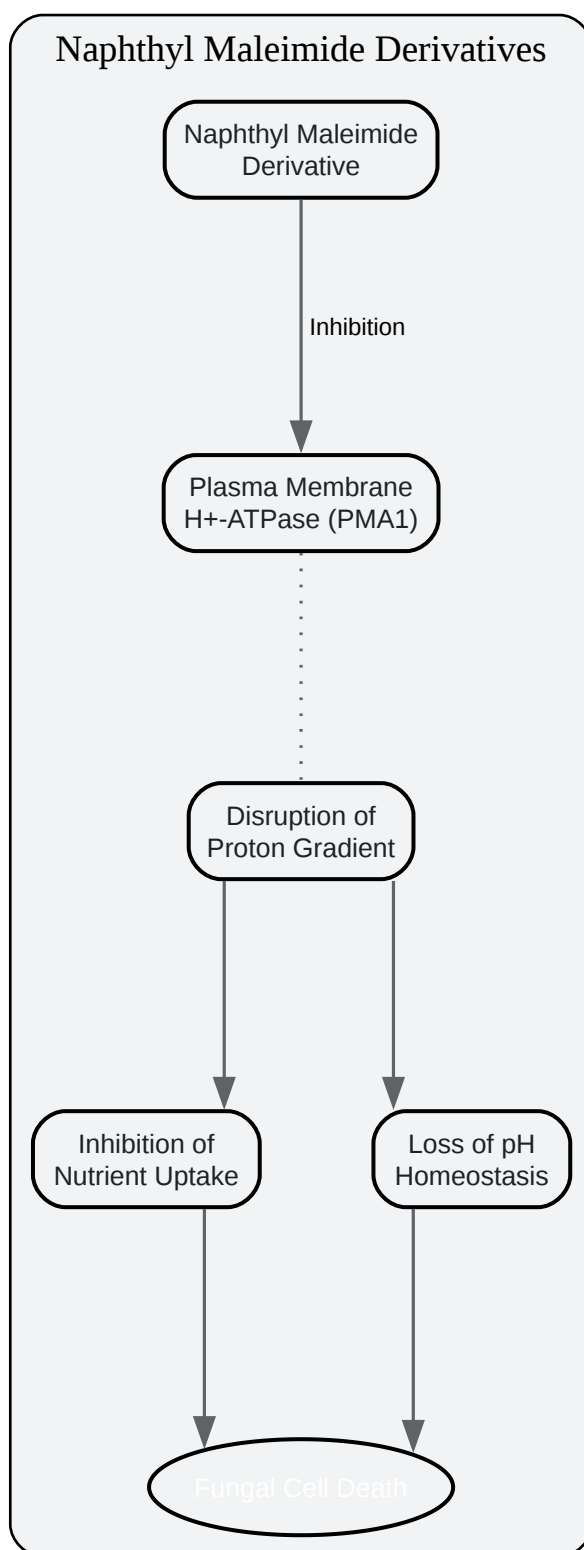 Naphthyl Maleimide Derivatives
Naphthyl Maleimide
Derivative
Inhibition
Plasma Membrane
H+-ATPase (PMA1)
Disruption of
Proton Gradient
Inhibition of
Nutrient Uptake
Loss of pH
Homeostasis
Fungal Cell Death